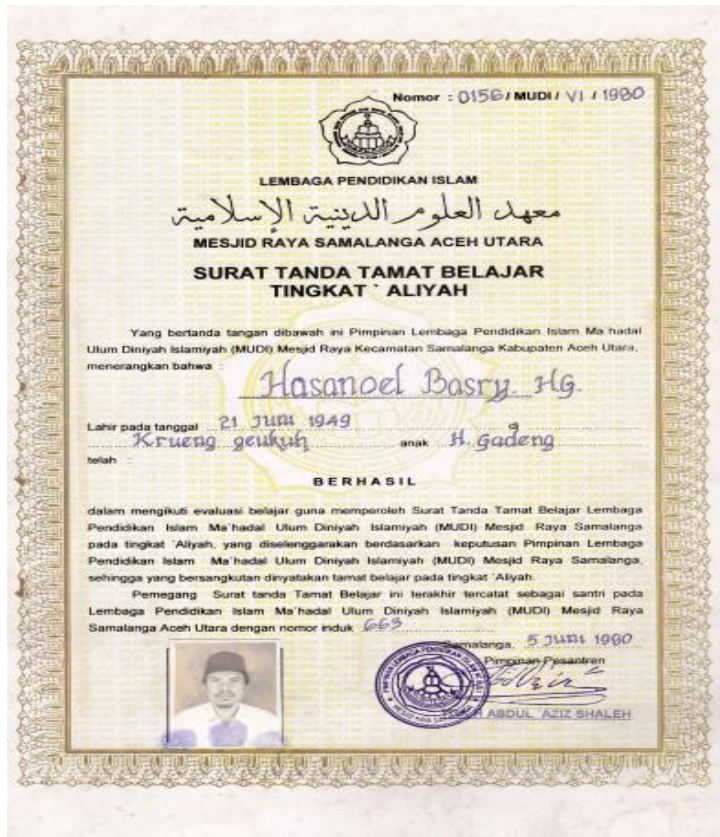 Nomor : 0156 / MUDI / VI / 1980
LEMBAGA PENDIDIKAN ISLAM
معهد العلوم الدينية الإسلامية
MESJID RAYA SAMALANGA ACEH UTARA
SURAT TANDA TAMAT BELAJAR
TINGKAT `ALIYAH
Yang bertanda tangan dibawah ini Pimpinan Lembaga Pendidikan Islam Ma'hadal
Ulum Diniyah Islamiyah (MUDI) Mesjid Raya Kecamatan Samalanga Kabupaten Aceh Utara,
menerangkan bahwa :
Hasanoel Basry. HG.
Lahir pada tanggal 21 Juni 1949
Krueng geukuh anak H. Gadeng
telah :
BERHASIL
dalam mengikuti evaluasi belajar guna memperoleh Surat Tanda Tamat Belajar Lembaga
Pendidikan Islam Ma'hadal Ulum Diniyah Islamiyah (MUDI) Mesjid Raya Samalanga
pada tingkat `Aliyah, yang diselenggarakan berdasarkan keputusan Pimpinan Lembaga
Pendidikan Islam Ma'hadal Ulum Diniyah Islamiyah (MUDI) Mesjid Raya Samalanga,
sehingga yang bersangkutan dinyatakan tamat belajar pada tingkat `Aliyah.
Pemegang Surat tanda Tamat Belajar ini terakhir tercatat sebagai santri pada
Lembaga Pendidikan Islam Ma'hadal Ulum Diniyah Islamiyah (MUDI) Mesjid Raya
Samalanga Aceh Utara dengan nomor induk 663
Samalanga, 5 Juni 1980
Pimpinan Pesantren
ABDUL `AZIZ SHALEH